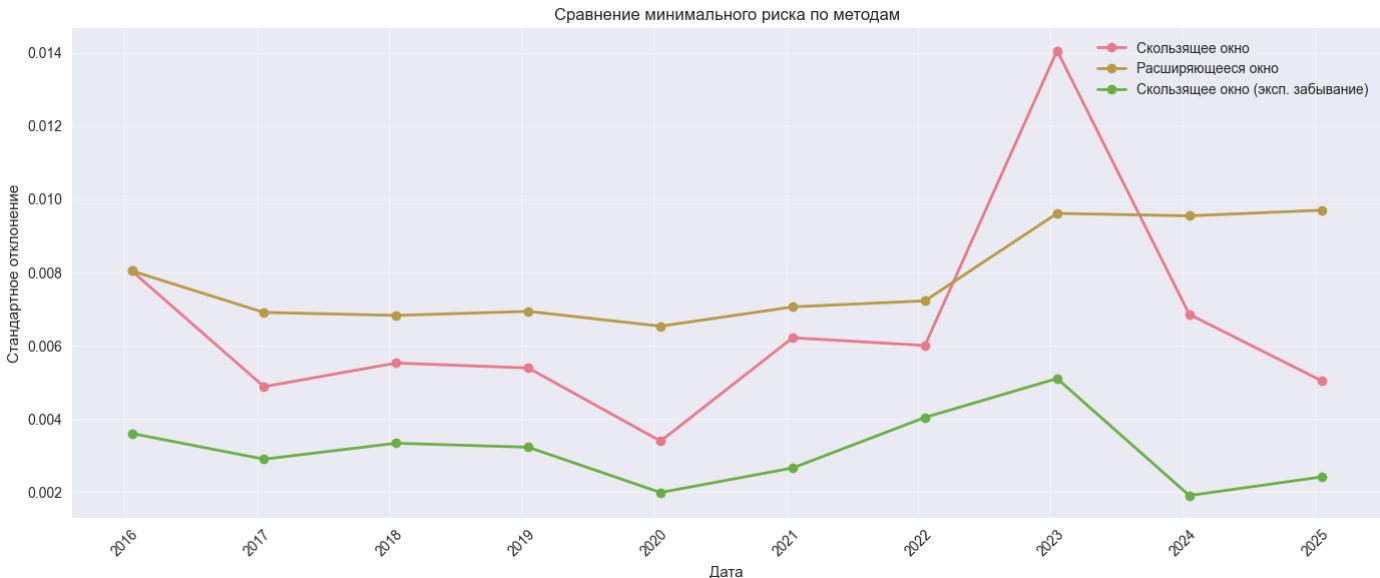 Сравнение минимального риска по методам
Стандартное отклонение
0.014
0.012
0.010
0.008
0.006
0.004
0.002
Скользящее окно
Расширяющееся окно
Скользящее окно (эксп. забывание)
2016
2017
2018
2019
2020
2021
2022
2023
2024
2025
Дата